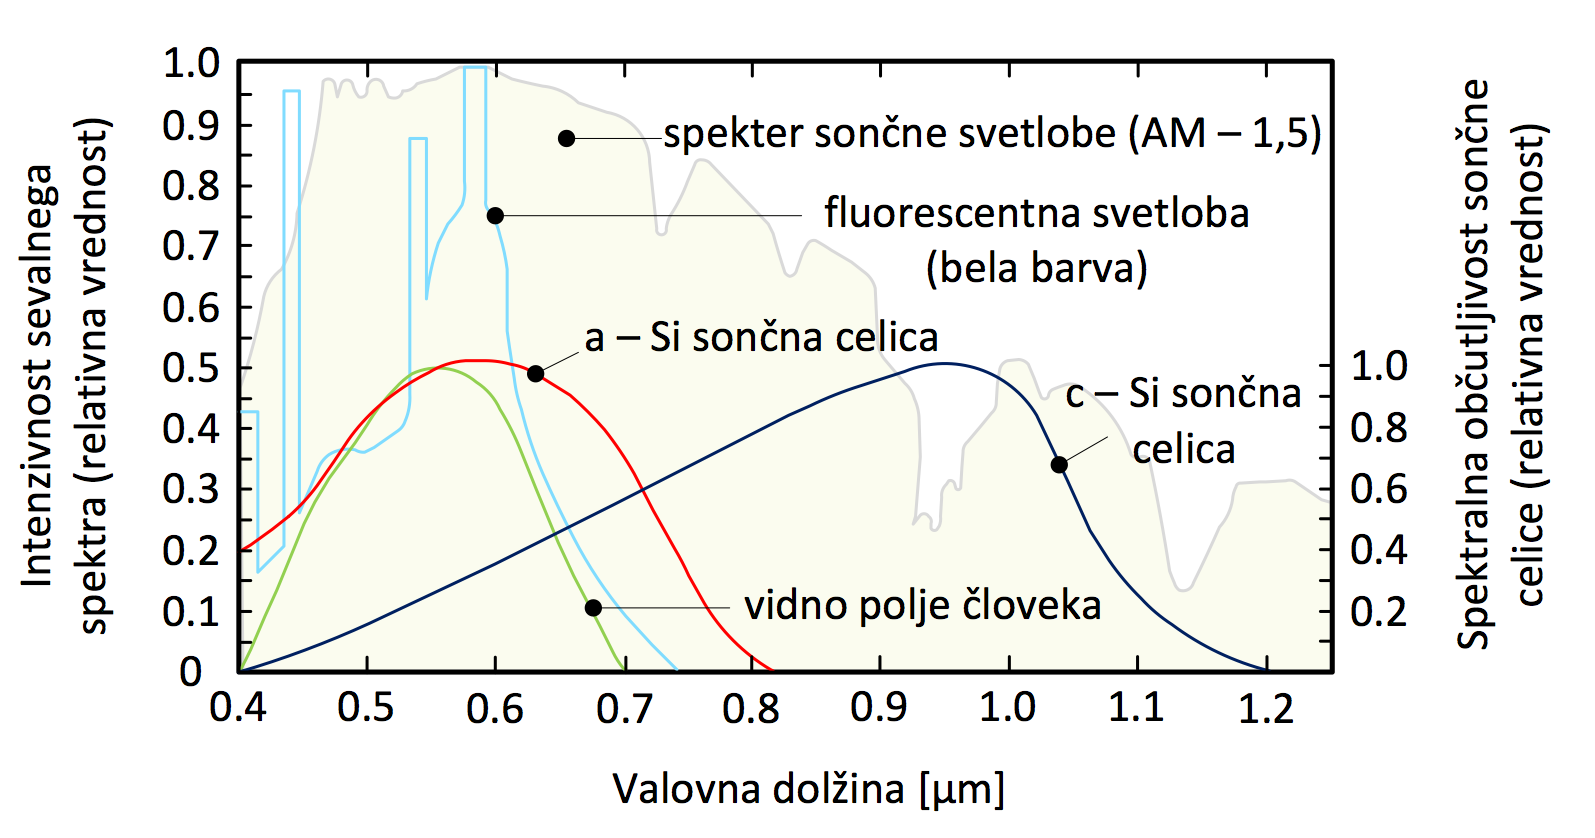 Intenzivnost sevalnega
spektra (relativna vrednost)
1.0
0.9
0.8
0.7
0.6
0.5
0.4
0.3
0.2
0.1
0
spekter sončne svetlobe (AM – 1,5)
fluorescentna svetloba
(bela barva)
a – Si sončna celica
c – Si sončna
celica
vidno polje človeka
1.0
0.8
0.6
0.4
0.2
Spektralna občutljivost sončne
celice (relativna vrednost)
0.4 0.5 0.6 0.7 0.8 0.9 1.0 1.1 1.2
Valovna dolžina [µm]